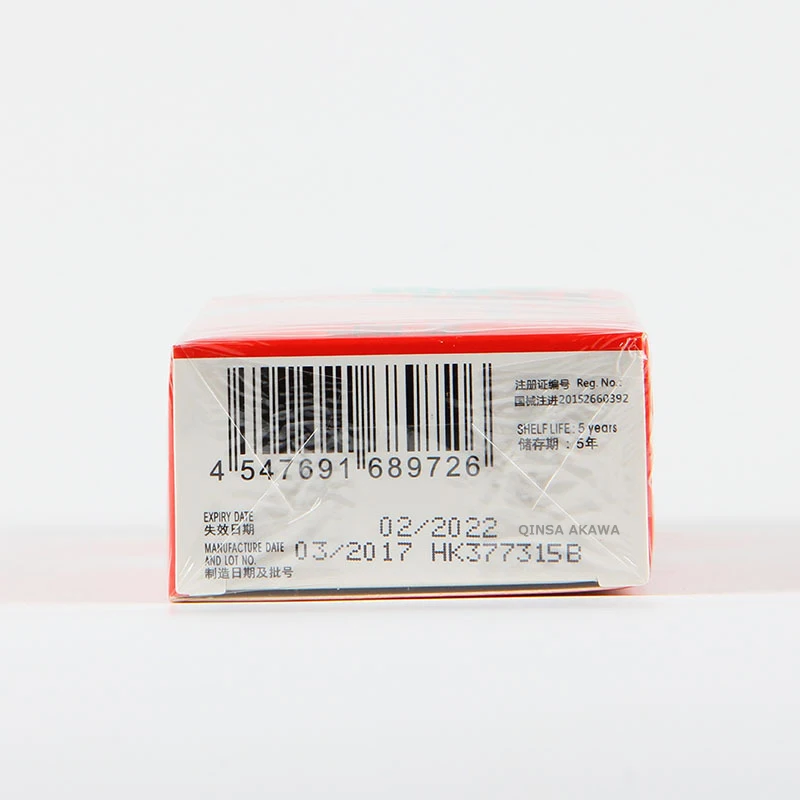 注册证编号 Reg. No.:
国械注进20152660392
SHELF LIFE: 5 years
储存期 : 5年
4 547691 689726
EXPIRY DATE
失效日期
02/2022
QINSA AKAWA
MANUFACTURE DATE
AND LOT NO.
制造日期及批号
03/2017 HK377315B